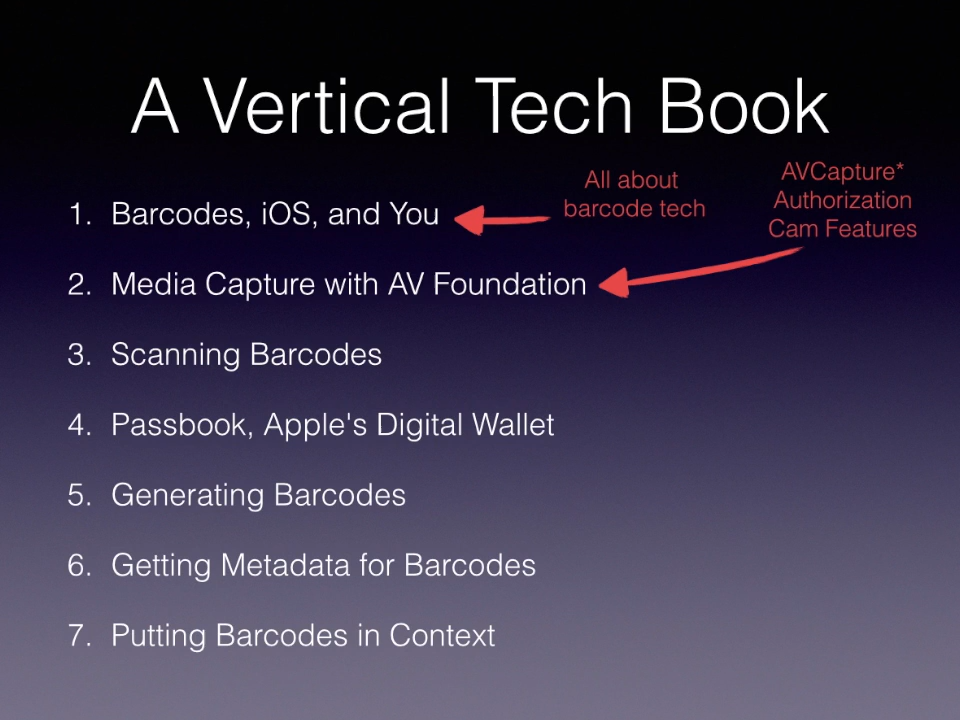 A Vertical Tech Book
All about
barcode tech
AVCapture*
Authorization
Cam Features
1. Barcodes, iOS, and You
2. Media Capture with AV Foundation
3. Scanning Barcodes
4. Passbook, Apple's Digital Wallet
5. Generating Barcodes
6. Getting Metadata for Barcodes
7. Putting Barcodes in Context